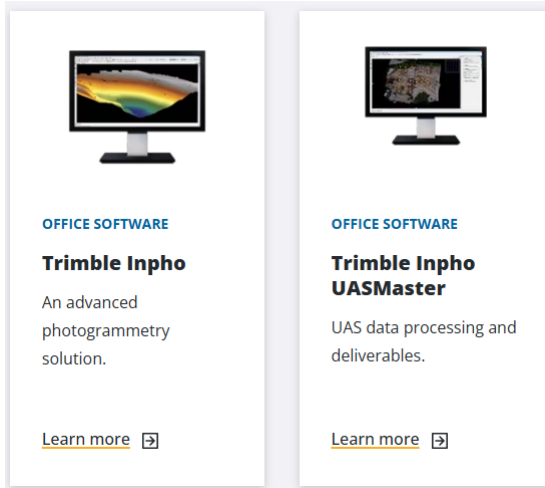 OFFICE SOFTWARE
Trimble Inpho
An advanced
photogrammetry
solution.
Learn more
OFFICE SOFTWARE
Trimble Inpho
UASMaster
UAS data processing and
deliverables.
Learn more